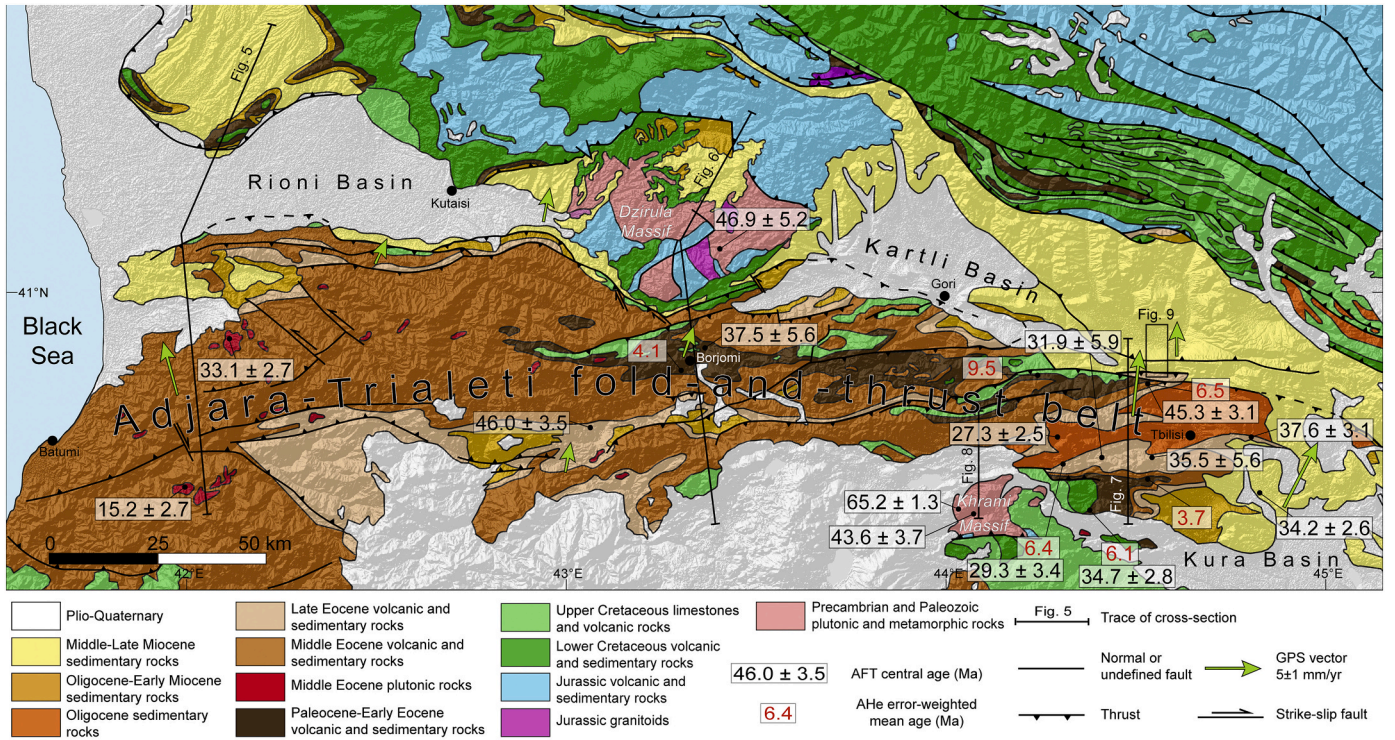 Fig. 5
Rioni Basin
Kutaisi
Fig. 6
Dzirula
Massif
46.9 ± 5.2
Kartli Basin
Gori
41°N
Black
Sea
Fig. 9
37.5 ± 5.6
31.9 ± 5.9
4.1
Borjomi
33.1 ± 2.7
9.5
6.5
Adjara-Trialeti fold-and-thrust belt
45.3 ± 3.1
46.0 ± 3.5
27.3 ± 2.5
Tbilisi
37.6 ± 3.1
Batumi
35.5 ± 5.6
Fig. 8
Fig. 7
15.2 ± 2.7
65.2 ± 1.3
Khrami
Massif
3.7
34.2 ± 2.6
43.6 ± 3.7
6.4
6.1
Kura Basin
29.3 ± 3.4
34.7 ± 2.8
0 25 50 km
42°E
43°E
44°E
45°E
Plio-Quaternary
Middle-Late Miocene
sedimentary rocks
Oligocene-Early Miocene
sedimentary rocks
Oligocene sedimentary
rocks
Late Eocene volcanic and
sedimentary rocks
Middle Eocene volcanic and
sedimentary rocks
Middle Eocene plutonic rocks
Paleocene-Early Eocene
volcanic and sedimentary rocks
Upper Cretaceous limestones
and volcanic rocks
Lower Cretaceous volcanic
and sedimentary rocks
Jurassic volcanic and
sedimentary rocks
Jurassic granitoids
Precambrian and Paleozoic
plutonic and metamorphic rocks
46.0 ± 3.5
AFT central age (Ma)
6.4
AHe error-weighted
mean age (Ma)
Fig. 5
Trace of cross-section
Normal or
undefined fault
Thrust
GPS vector
5±1 mm/yr
Strike-slip fault